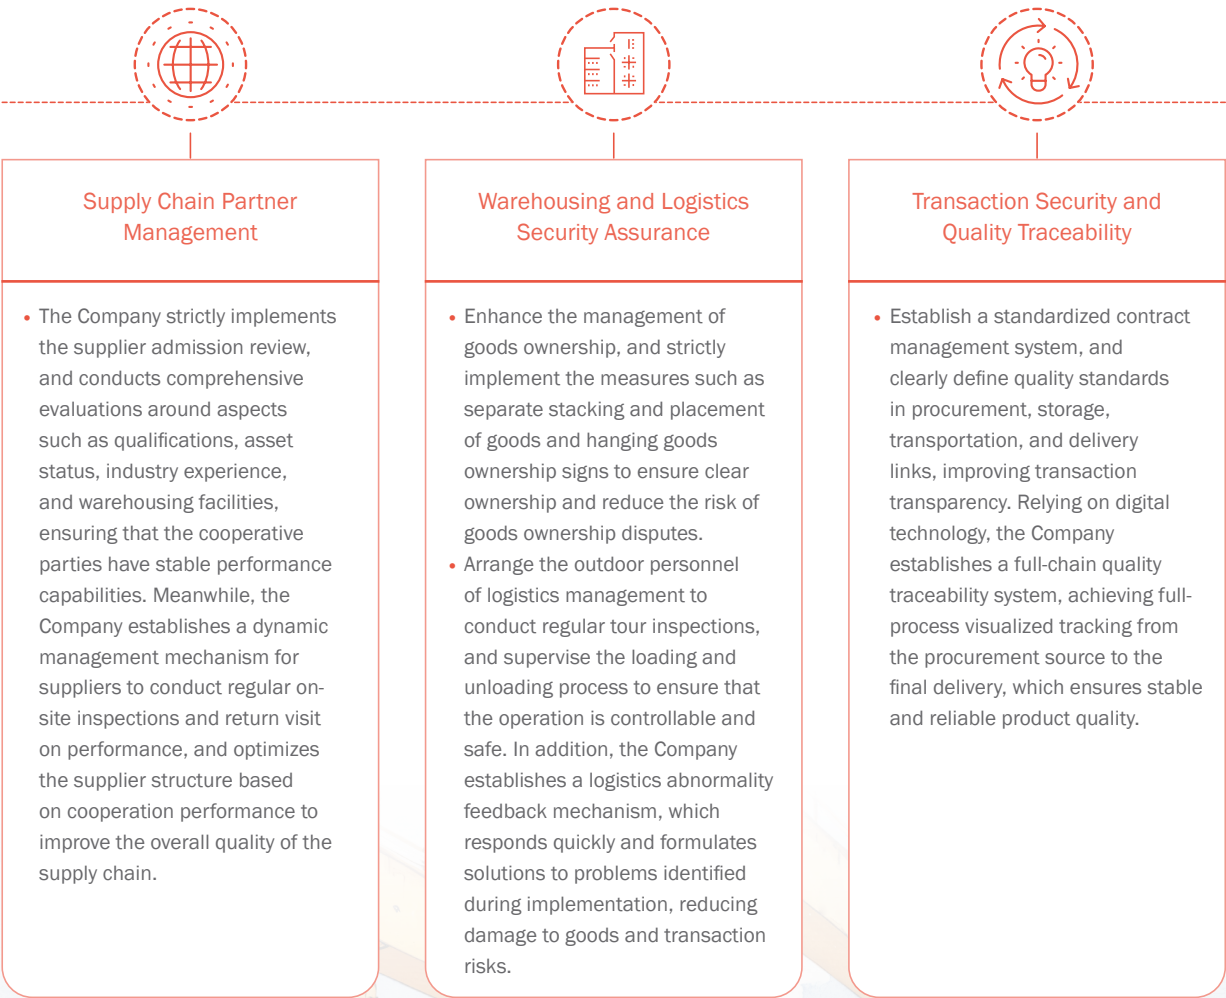 Supply Chain Partner
Management
• The Company strictly implements
the supplier admission review,
and conducts comprehensive
evaluations around aspects
such as qualifications, asset
status, industry experience,
and warehousing facilities,
ensuring that the cooperative
parties have stable performance
capabilities. Meanwhile, the
Company establishes a dynamic
management mechanism for
suppliers to conduct regular on-
site inspections and return visit
on performance, and optimizes
the supplier structure based
on cooperation performance to
improve the overall quality of the
supply chain.
Warehousing and Logistics
Security Assurance
• Enhance the management of
goods ownership, and strictly
implement the measures such as
separate stacking and placement
of goods and hanging goods
ownership signs to ensure clear
ownership and reduce the risk of
goods ownership disputes.
• Arrange the outdoor personnel
of logistics management to
conduct regular tour inspections,
and supervise the loading and
unloading process to ensure that
the operation is controllable and
safe. In addition, the Company
establishes a logistics abnormality
feedback mechanism, which
responds quickly and formulates
solutions to problems identified
during implementation, reducing
damage to goods and transaction
risks.
Transaction Security and
Quality Traceability
• Establish a standardized contract
management system, and
clearly define quality standards
in procurement, storage,
transportation, and delivery
links, improving transaction
transparency. Relying on digital
technology, the Company
establishes a full-chain quality
traceability system, achieving full-
process visualized tracking from
the procurement source to the
final delivery, which ensures stable
and reliable product quality.